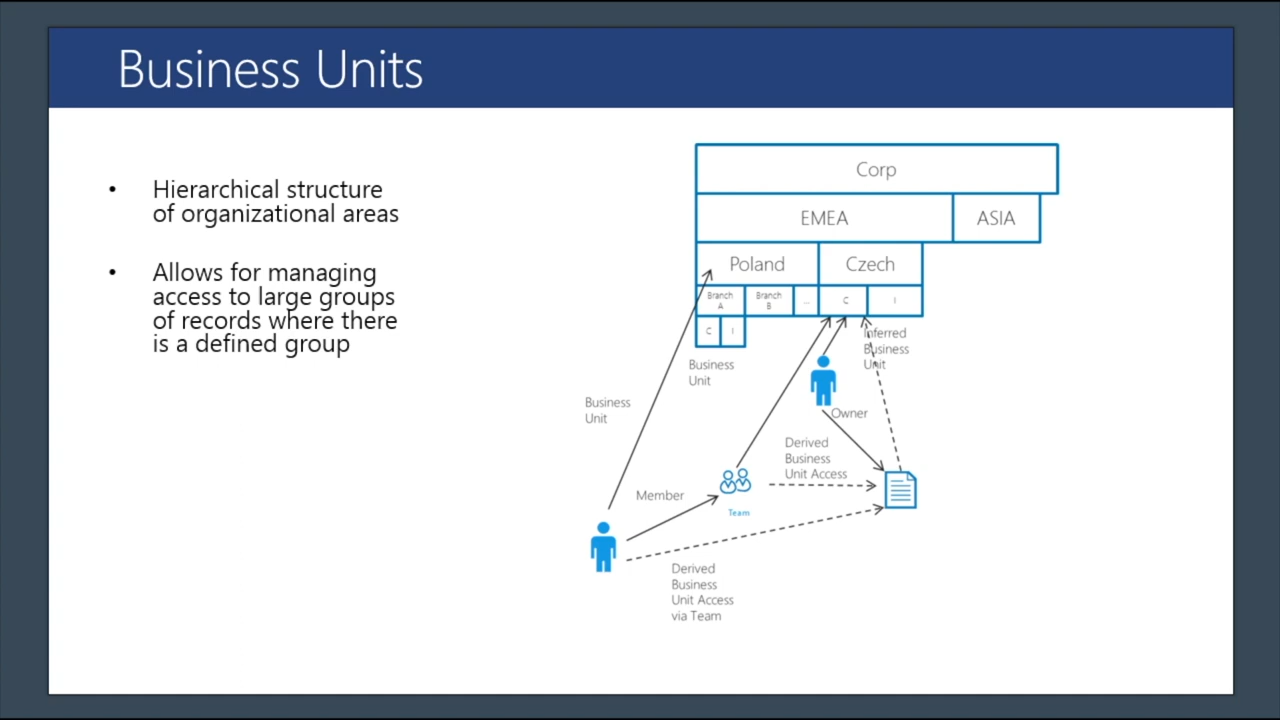 Business Units
• Hierarchical structure
of organizational areas
• Allows for managing
access to large groups
of records where there
is a defined group
Corp
EMEA
ASIA
Poland
Czech
Branch
A
Branch
B
...
C
I
C
I
Business
Unit
Inferred
Business
Unit
Business
Unit
Owner
Derived
Business
Unit Access
Member
Team
Derived
Business
Unit Access
via Team